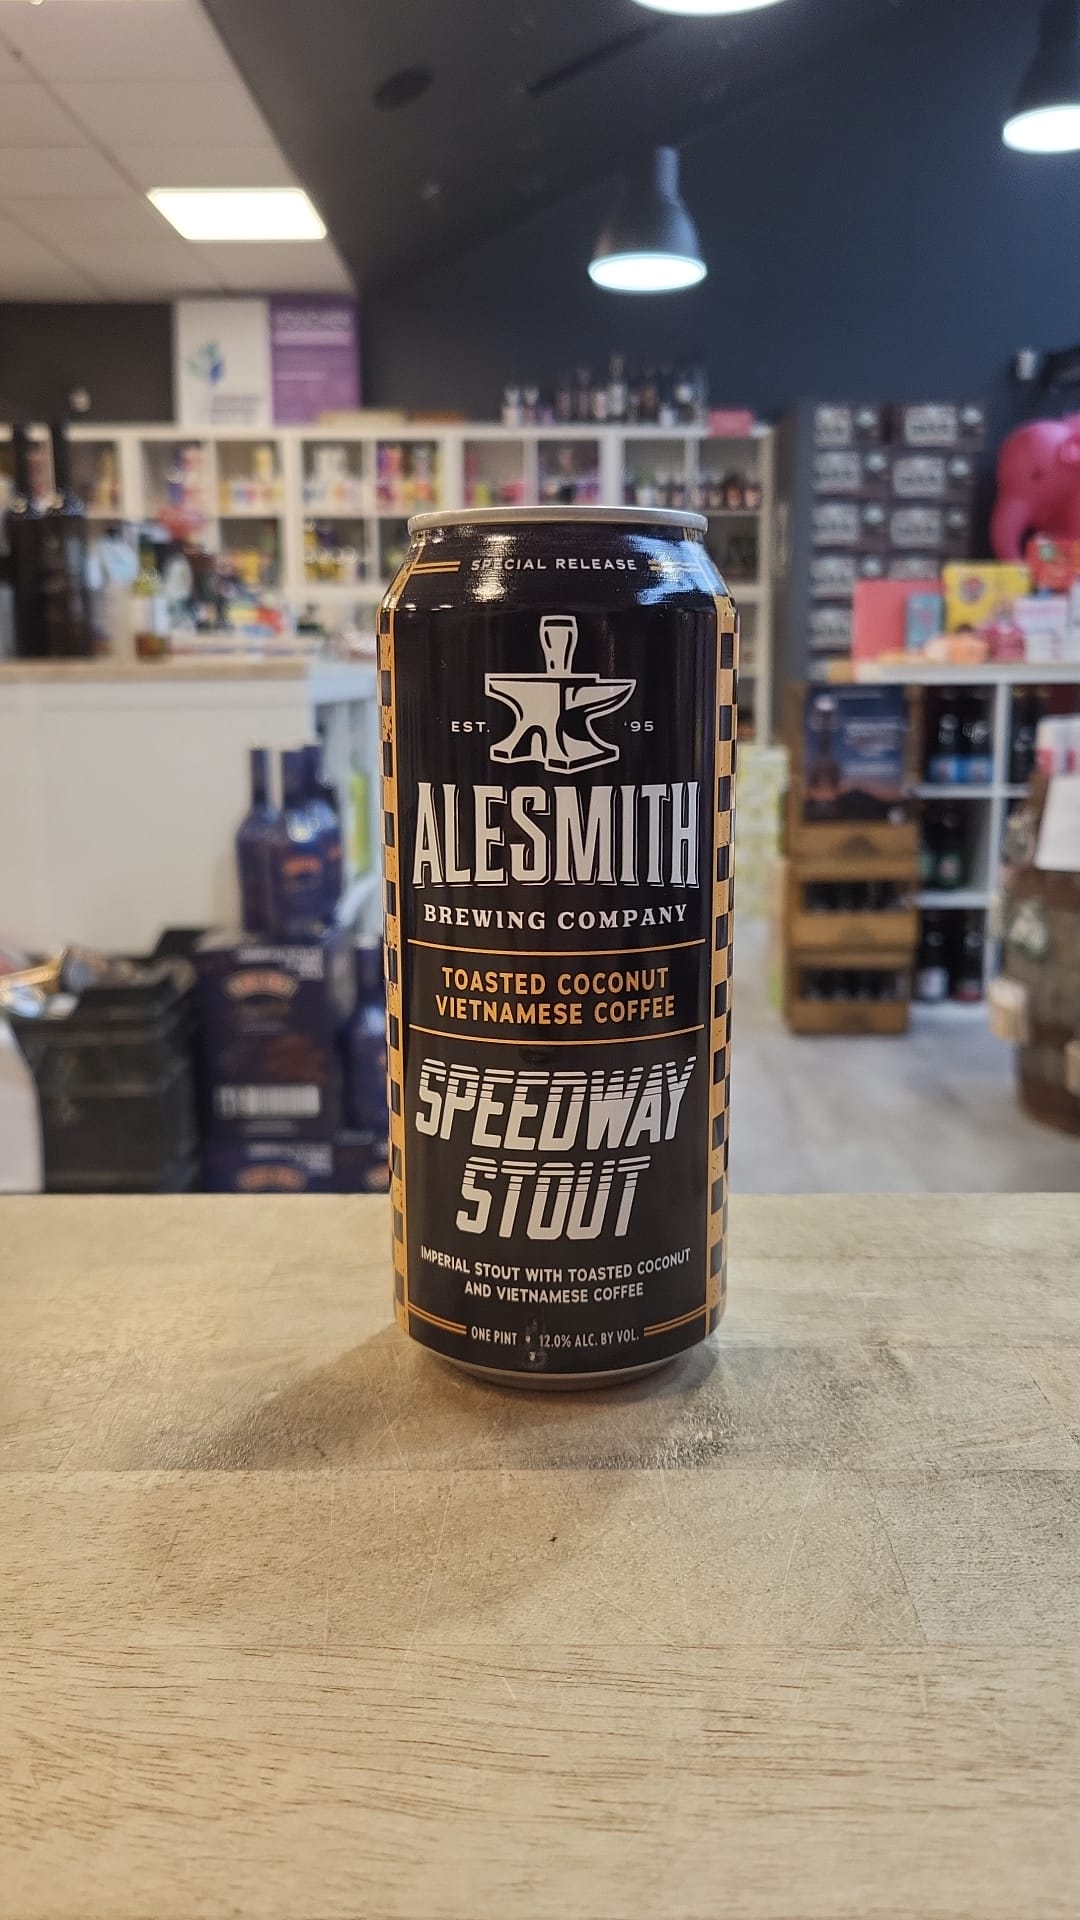 SPECIAL RELEASE
EST. '95
ALESMITH
BREWING COMPANY
TOASTED COCONUT
VIETNAMESE COFFEE
SPEEDWAY
STOUT
IMPERIAL STOUT WITH TOASTED COCONUT
AND VIETNAMESE COFFEE
ONE PINT • 12.0% ALC. BY VOL.